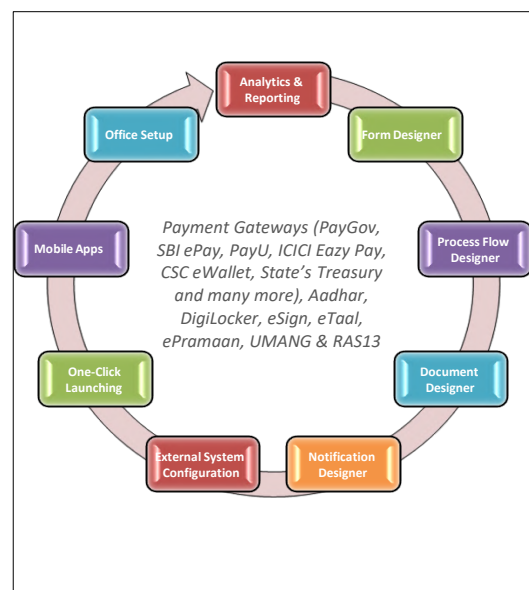 Analytics &
Reporting
Form Designer
Process Flow
Designer
Document
Designer
Notification
Designer
External System
Configuration
One-Click
Launching
Mobile Apps
Office Setup
Payment Gateways (PayGov,
SBI ePay, PayU, ICICI Eazy Pay,
CSC eWallet, State’s Treasury
and many more), Aadhar,
DigiLocker, eSign, eTaal,
ePramaan, UMANG & RAS13